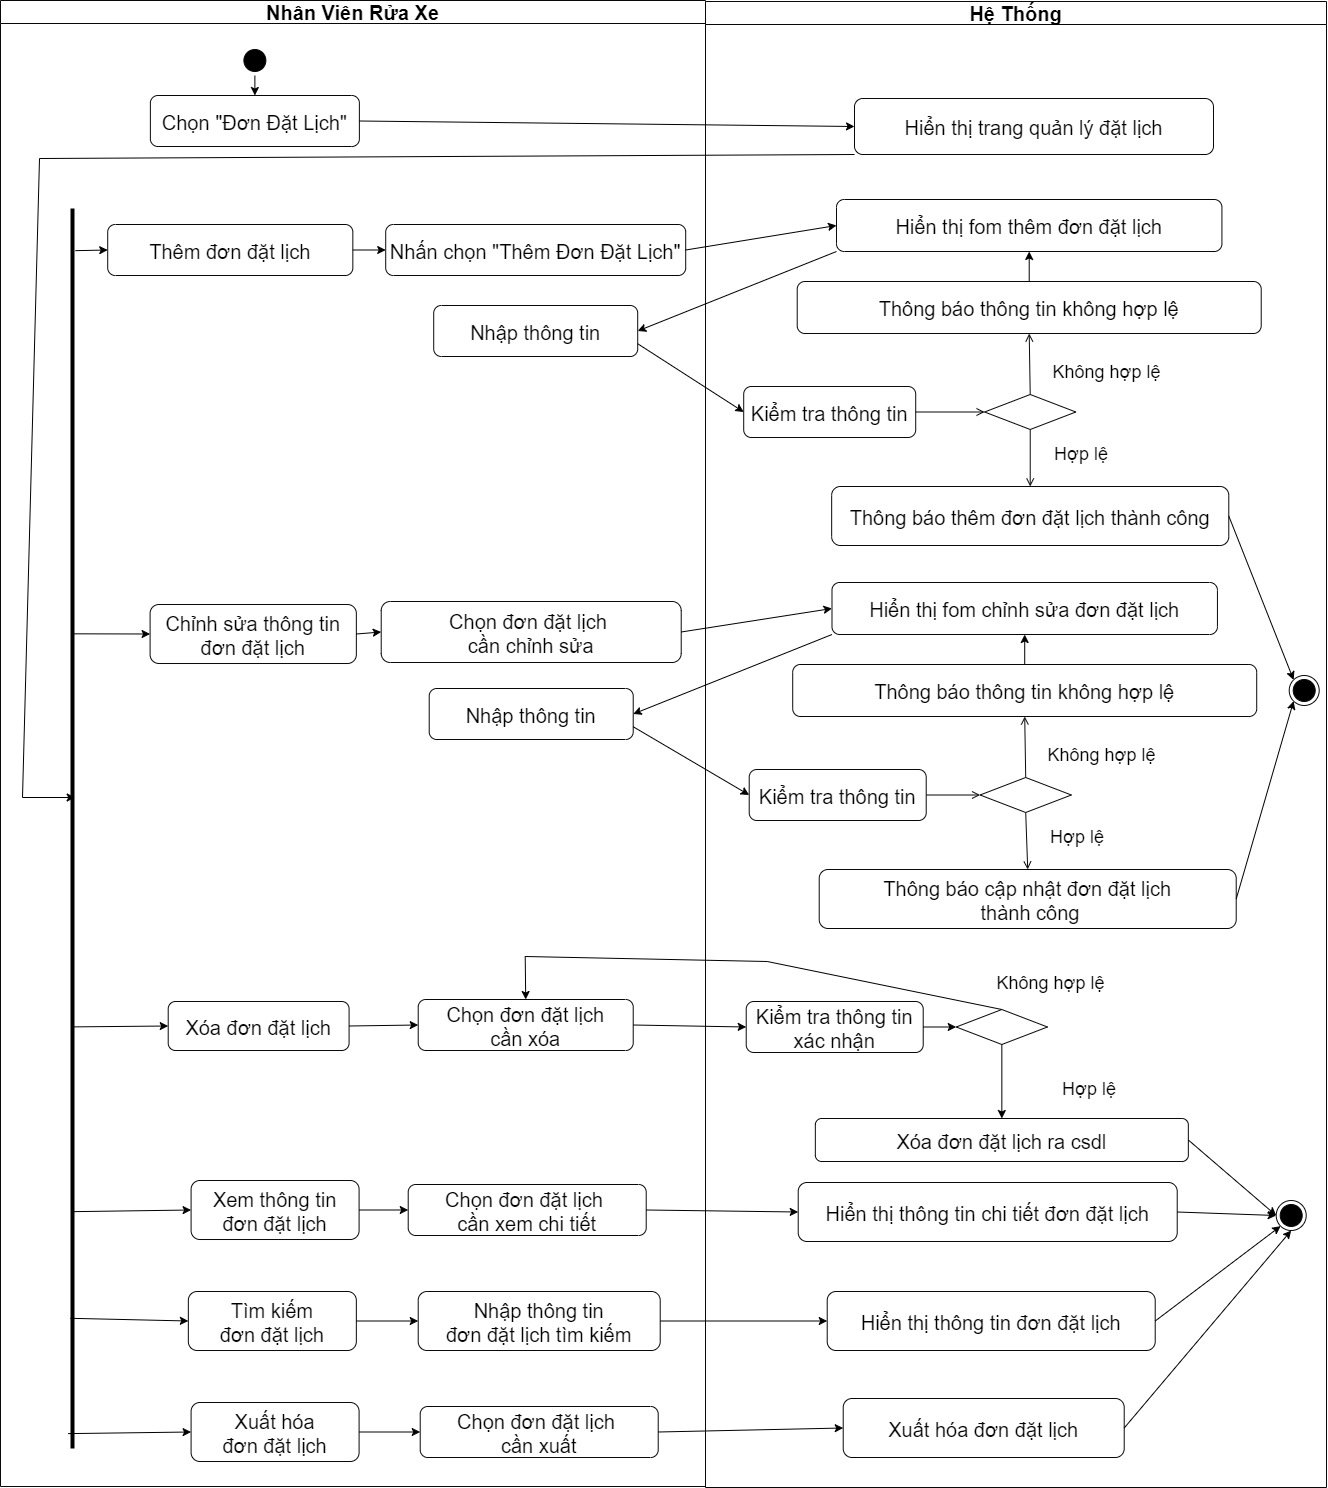 Nhân Viên Rửa Xe
Hệ Thống
Chọn "Đơn Đặt Lịch"
Hiển thị trang quản lý đặt lịch
Thêm đơn đặt lịch
Nhấn chọn "Thêm Đơn Đặt Lịch"
Hiển thị fom thêm đơn đặt lịch
Thông báo thông tin không hợp lệ
Nhập thông tin
Không hợp lệ
Kiểm tra thông tin
Hợp lệ
Thông báo thêm đơn đặt lịch thành công
Chỉnh sửa thông tin
đơn đặt lịch
Chọn đơn đặt lịch
cần chỉnh sửa
Hiển thị fom chỉnh sửa đơn đặt lịch
Thông báo thông tin không hợp lệ
Nhập thông tin
Không hợp lệ
Kiểm tra thông tin
Hợp lệ
Thông báo cập nhật đơn đặt lịch
thành công
Không hợp lệ
Xóa đơn đặt lịch
Chọn đơn đặt lịch
cần xóa
Kiểm tra thông tin
xác nhận
Hợp lệ
Xóa đơn đặt lịch ra csdl
Xem thông tin
đơn đặt lịch
Chọn đơn đặt lịch
cần xem chi tiết
Hiển thị thông tin chi tiết đơn đặt lịch
Tìm kiếm
đơn đặt lịch
Nhập thông tin
đơn đặt lịch tìm kiếm
Hiển thị thông tin đơn đặt lịch
Xuất hóa
đơn đặt lịch
Chọn đơn đặt lịch
cần xuất
Xuất hóa đơn đặt lịch